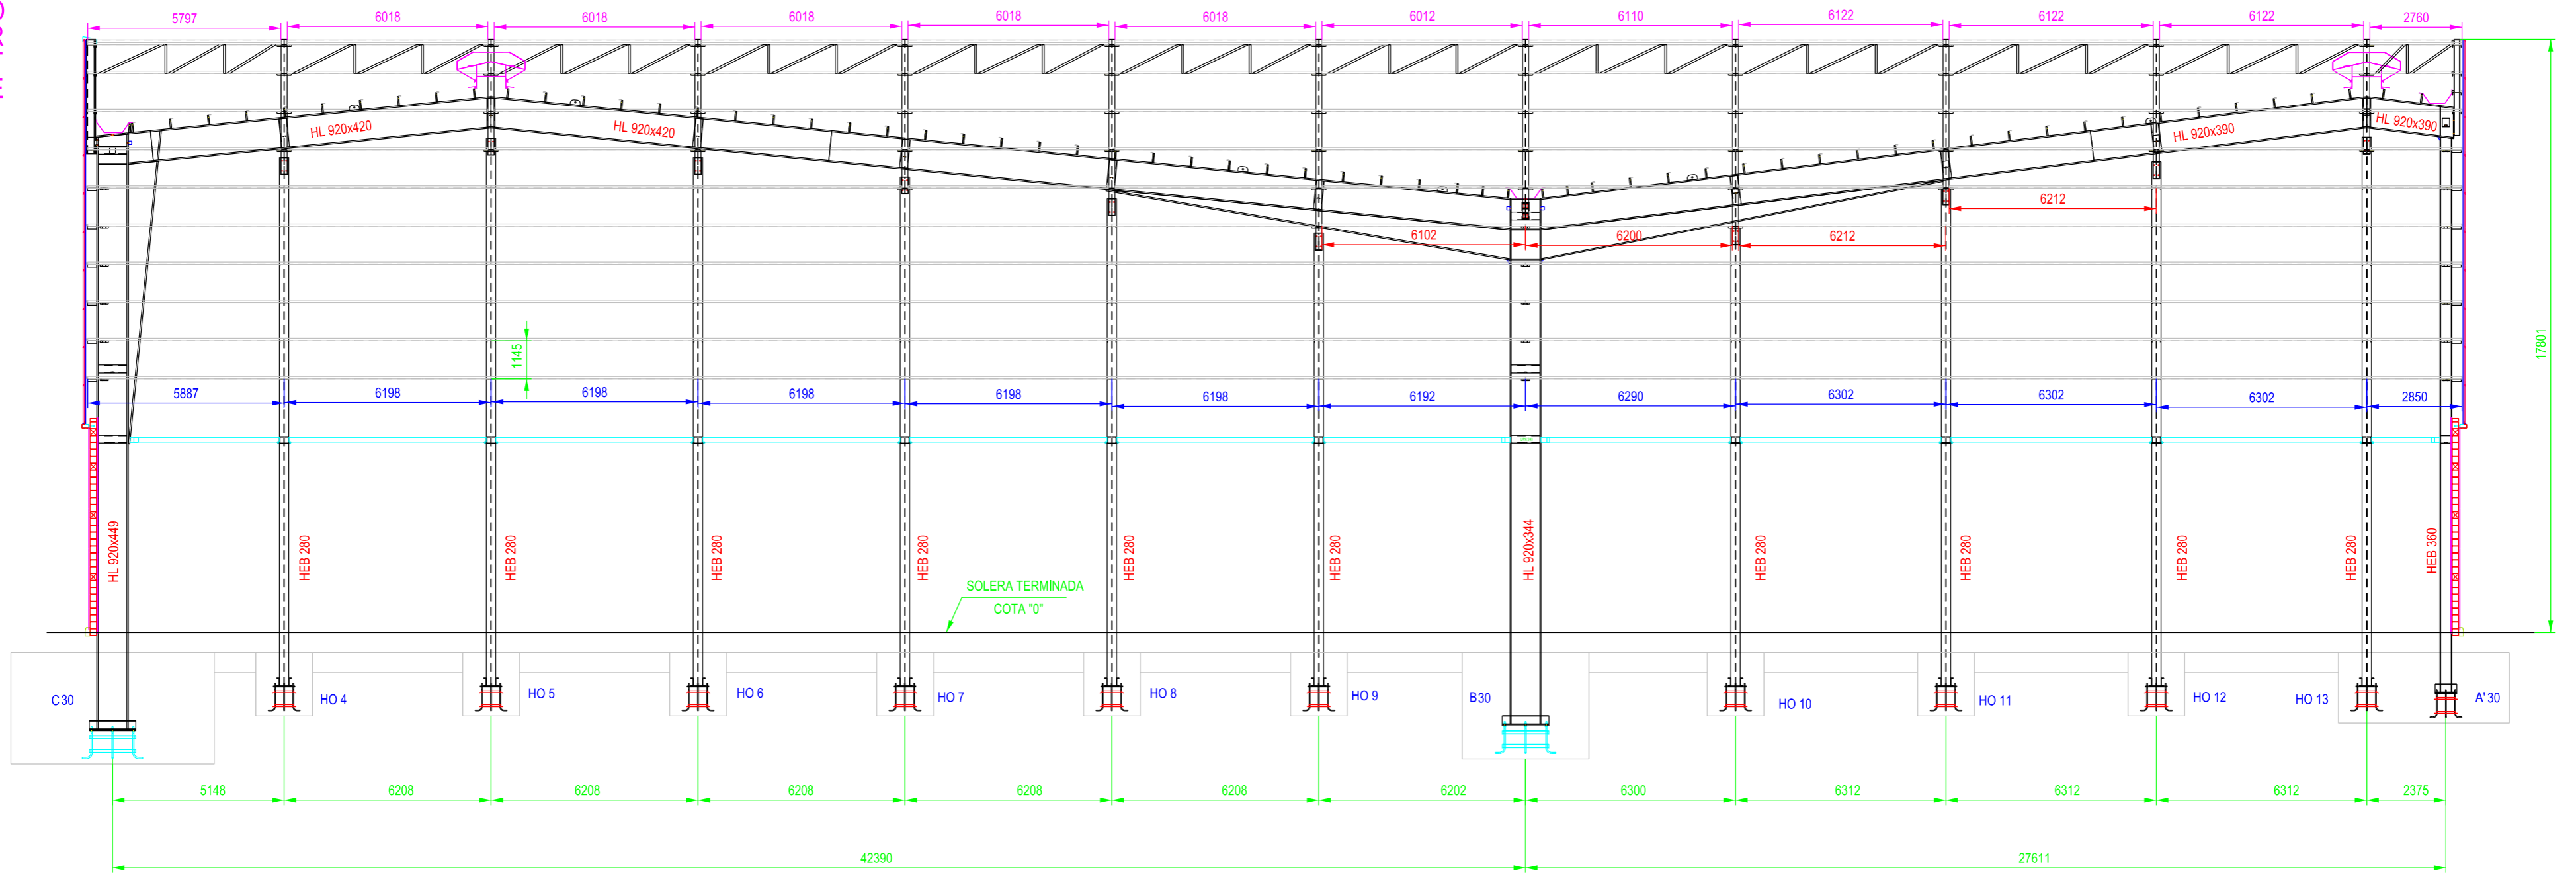 5797 6018 6018 6018 6018 6018 6012 6110 6122 6122 6122 2760
HL 920x420 HL 920x420 HL 920x390 HL 920x390
6212
6102 6200 6212
17801
1145
5887 6198 6198 6198 6198 6198 6192 6290 6302 6302 6302 2850
HL 920x449 HEB 280 HEB 280 HEB 280 HEB 280 HEB 280 HEB 280 HL 920x344 HEB 280 HEB 280 HEB 280 HEB 280 HEB 360
SOLERA TERMINADA
COTA "0"
C30 HO 4 HO 5 HO 6 HO 7 HO 8 HO 9 B30 HO 10 HO 11 HO 12 HO 13 A' 30
5148 6208 6208 6208 6208 6208 6202 6300 6312 6312 6312 2375
42390 27611